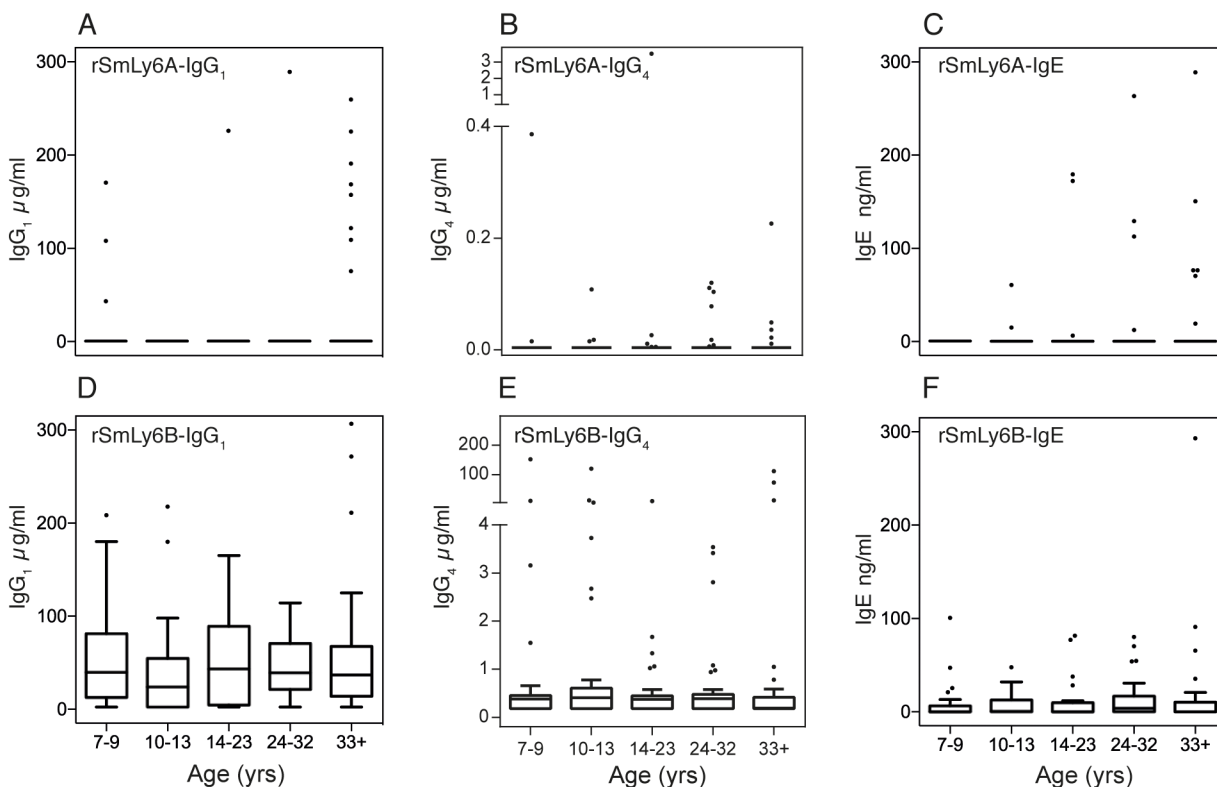 A
rSmLy6A-IgG₁
IgG₁ µg/ml
300
200
100
0
B
rSmLy6A-IgG₄
IgG₄ µg/ml
3
2
1
0.4
0.2
0.0
C
rSmLy6A-IgE
IgE ng/ml
300
200
100
0
D
rSmLy6B-IgG₁
IgG₁ µg/ml
300
200
100
0
7-9 10-13 14-23 24-32 33+
Age (yrs)
E
rSmLy6B-IgG₄
IgG₄ µg/ml
200
100
4
3
2
1
0
7-9 10-13 14-23 24-32 33+
Age (yrs)
F
rSmLy6B-IgE
IgE ng/ml
300
200
100
0
7-9 10-13 14-23 24-32 33+
Age (yrs)